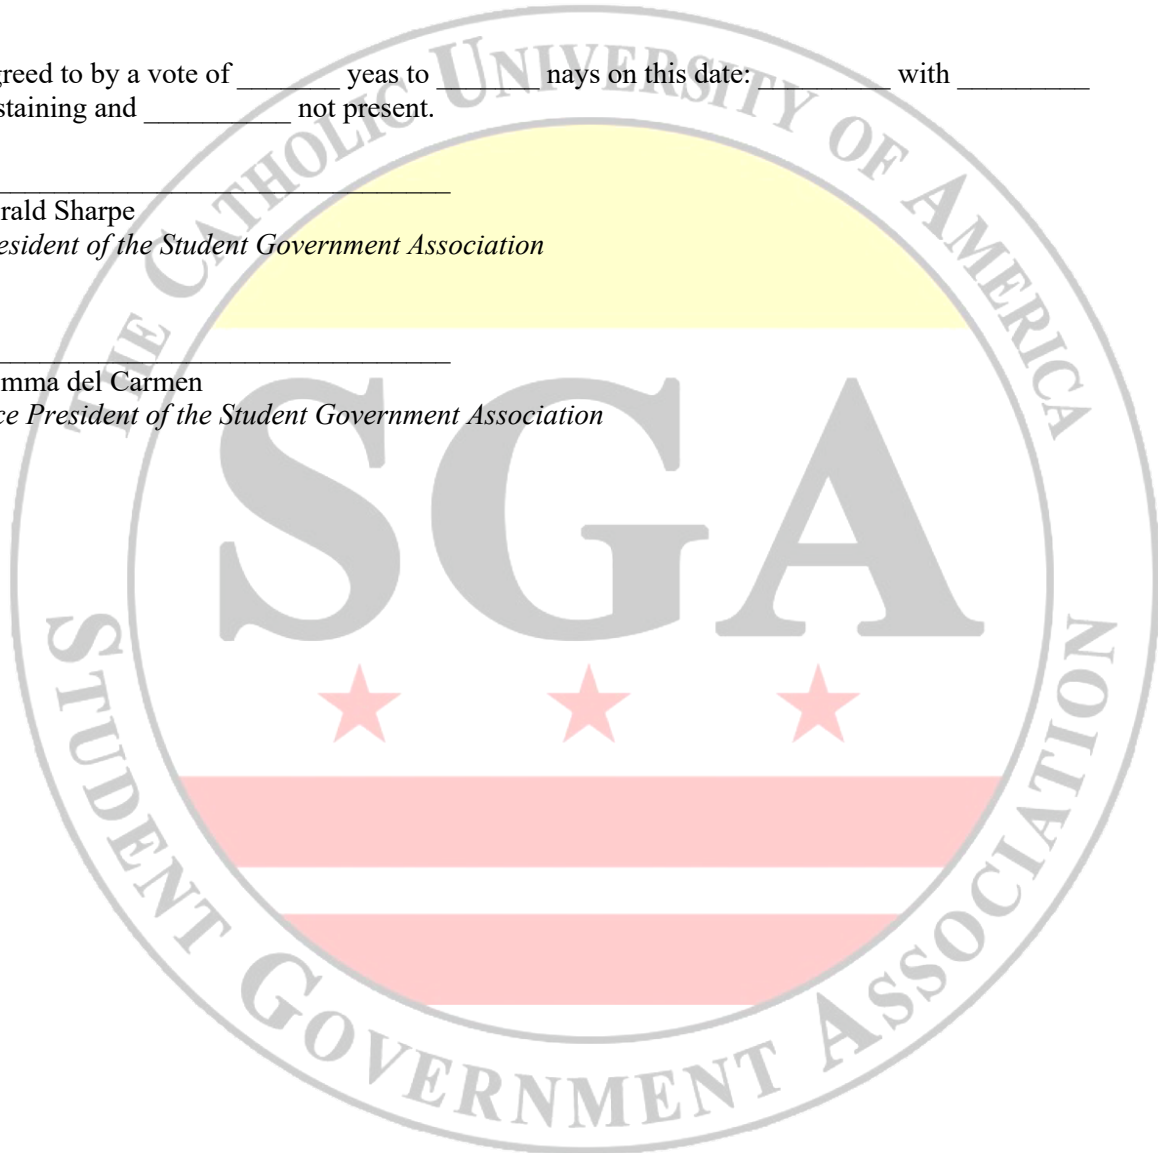 greed to by a vote of _______ yeas to _______ nays on this date: _________ with _________
staining and __________ not present.
rald Sharpe
esident of the Student Government Association
mma del Carmen
ce President of the Student Government Association
THE CATHOLIC UNIVERSITY OF AMERICA
SGA
STUDENT GOVERNMENT ASSOCIATION